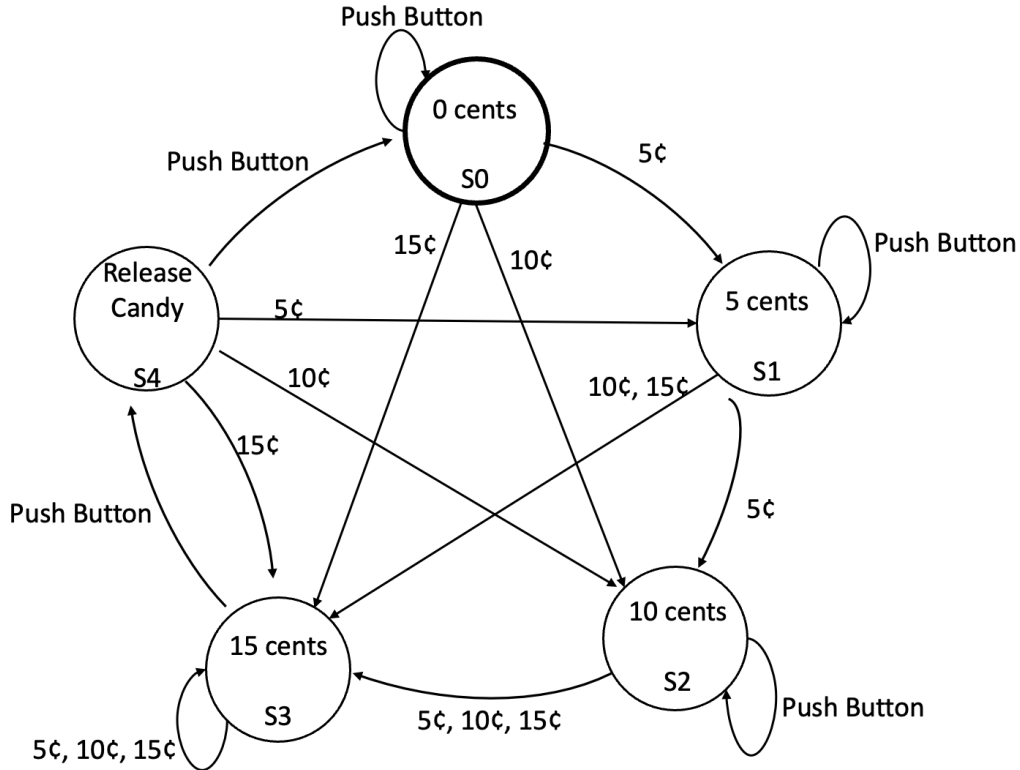 Push Button
0 cents
S0
Push Button
5¢
15¢
10¢
Push Button
Release
Candy
S4
5¢
5 cents
S1
10¢
10¢, 15¢
15¢
Push Button
5¢
10 cents
S2
15 cents
S3
5¢, 10¢, 15¢
Push Button
5¢, 10¢, 15¢